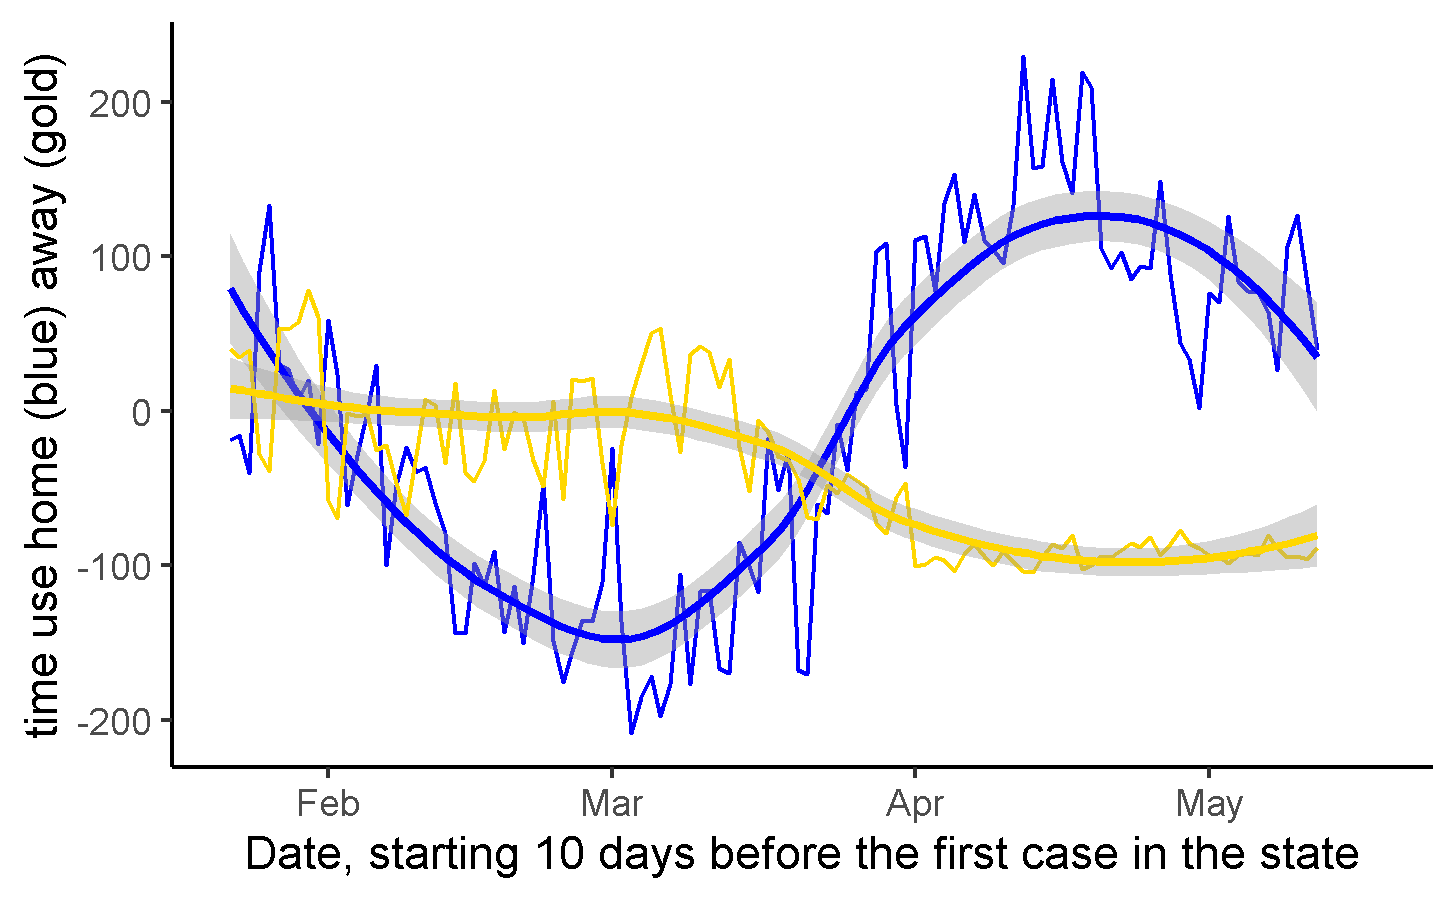 time use home (blue) away (gold)
200
100
0
-100
-200
Feb
Mar
Apr
May
Date, starting 10 days before the first case in the state